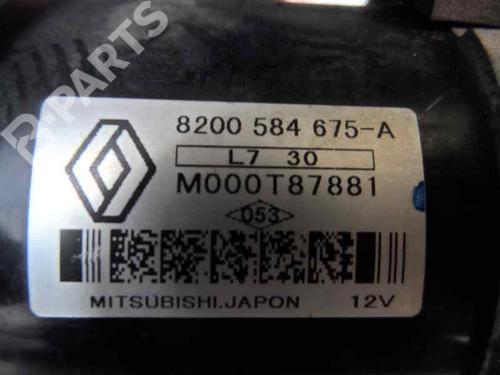 B-PARTS
8200 584 675-A
L7 30
M000T87881
053
MITSUBISHI.JAPON 12V